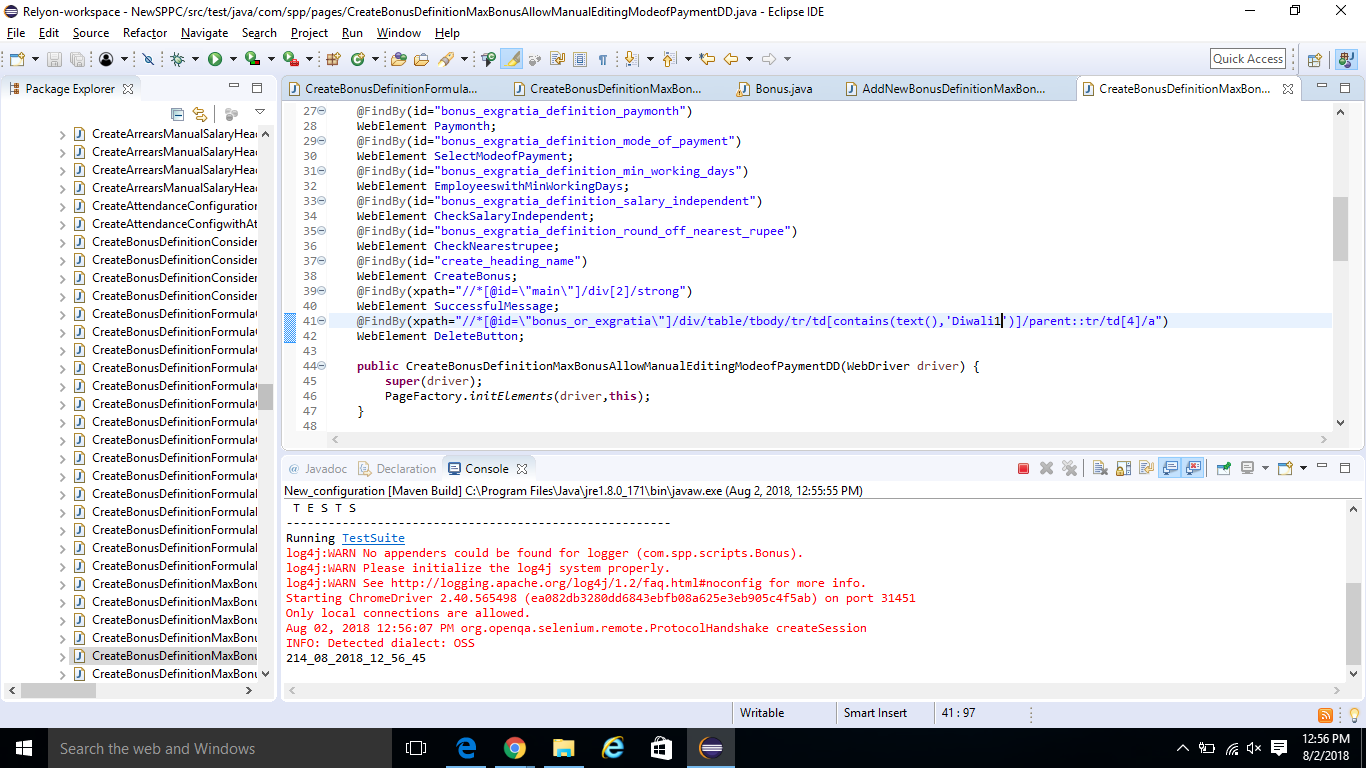 Relyon-workspace - NewSPPC/src/test/java/com/spp/pages/CreateBonusDefinitionMaxBonusAllowManualEditingModeofPaymentDD.java - Eclipse IDE
File Edit Source Refactor Navigate Search Project Run Window Help
Quick Access
Package Explorer
CreateBonusDefinitionFormula...
CreateBonusDefinitionMaxBon...
Bonus.java
AddNewBonusDefinitionMaxBon...
CreateBonusDefinitionMaxBon...
CreateArrearsManualSalaryHea
CreateArrearsManualSalaryHea
CreateArrearsManualSalaryHea
CreateArrearsManualSalaryHea
CreateAttendanceConfiguration
CreateAttendanceConfigwithAt
CreateBonusDefinitionConsider
CreateBonusDefinitionConsider
CreateBonusDefinitionConsider
CreateBonusDefinitionConsider
CreateBonusDefinitionFormula
CreateBonusDefinitionFormula
CreateBonusDefinitionFormula
CreateBonusDefinitionFormula
CreateBonusDefinitionFormula
CreateBonusDefinitionFormula
CreateBonusDefinitionFormula
CreateBonusDefinitionFormula
CreateBonusDefinitionFormula
CreateBonusDefinitionFormulaI
CreateBonusDefinitionFormulaI
CreateBonusDefinitionFormulaI
CreateBonusDefinitionFormulaI
CreateBonusDefinitionFormulaI
CreateBonusDefinitionFormulaI
CreateBonusDefinitionMaxBonu
CreateBonusDefinitionMaxBonu
CreateBonusDefinitionMaxBonu
CreateBonusDefinitionMaxBonu
CreateBonusDefinitionMaxBonu
CreateBonusDefinitionMaxBonu
27 @FindBy(id="bonus_exgratia_definition_paymonth")
28 WebElement Paymonth;
29 @FindBy(id="bonus_exgratia_definition_mode_of_payment")
30 WebElement SelectModeofPayment;
31 @FindBy(id="bonus_exgratia_definition_min_working_days")
32 WebElement EmployeeswithMinWorkingDays;
33 @FindBy(id="bonus_exgratia_definition_salary_independent")
34 WebElement CheckSalaryIndependent;
35 @FindBy(id="bonus_exgratia_definition_round_off_nearest_rupee")
36 WebElement CheckNearestrupee;
37 @FindBy(id="create_heading_name")
38 WebElement CreateBonus;
39 @FindBy(xpath="//*[@id=\"main\"]/div[2]/strong")
40 WebElement SuccessfulMessage;
41 @FindBy(xpath="//*[@id=\"bonus_or_exgratia\"]/div/table/tbody/tr/td[contains(text(),'Diwali1')]/parent::tr/td[4]/a")
42 WebElement DeleteButton;
43
44 public CreateBonusDefinitionMaxBonusAllowManualEditingModeofPaymentDD(WebDriver driver) {
45 super(driver);
46 PageFactory.initElements(driver,this);
47 }
48
@ Javadoc Declaration Console
New_configuration [Maven Build] C:\Program Files\Java\jre1.8.0_171\bin\javaw.exe (Aug 2, 2018, 12:55:55 PM)
T E S T S
-------------------------------------------------------
Running TestSuite
log4j:WARN No appenders could be found for logger (com.spp.scripts.Bonus).
log4j:WARN Please initialize the log4j system properly.
log4j:WARN See http://logging.apache.org/log4j/1.2/faq.html#noconfig for more info.
Starting ChromeDriver 2.40.565498 (ea082db3280dd6843ebfb08a625e3eb905c4f5ab) on port 31451
Only local connections are allowed.
Aug 02, 2018 12:56:07 PM org.openqa.selenium.remote.ProtocolHandshake createSession
INFO: Detected dialect: OSS
214_08_2018_12_56_45
Writable Smart Insert 41 : 97
Search the web and Windows
12:56 PM
8/2/2018